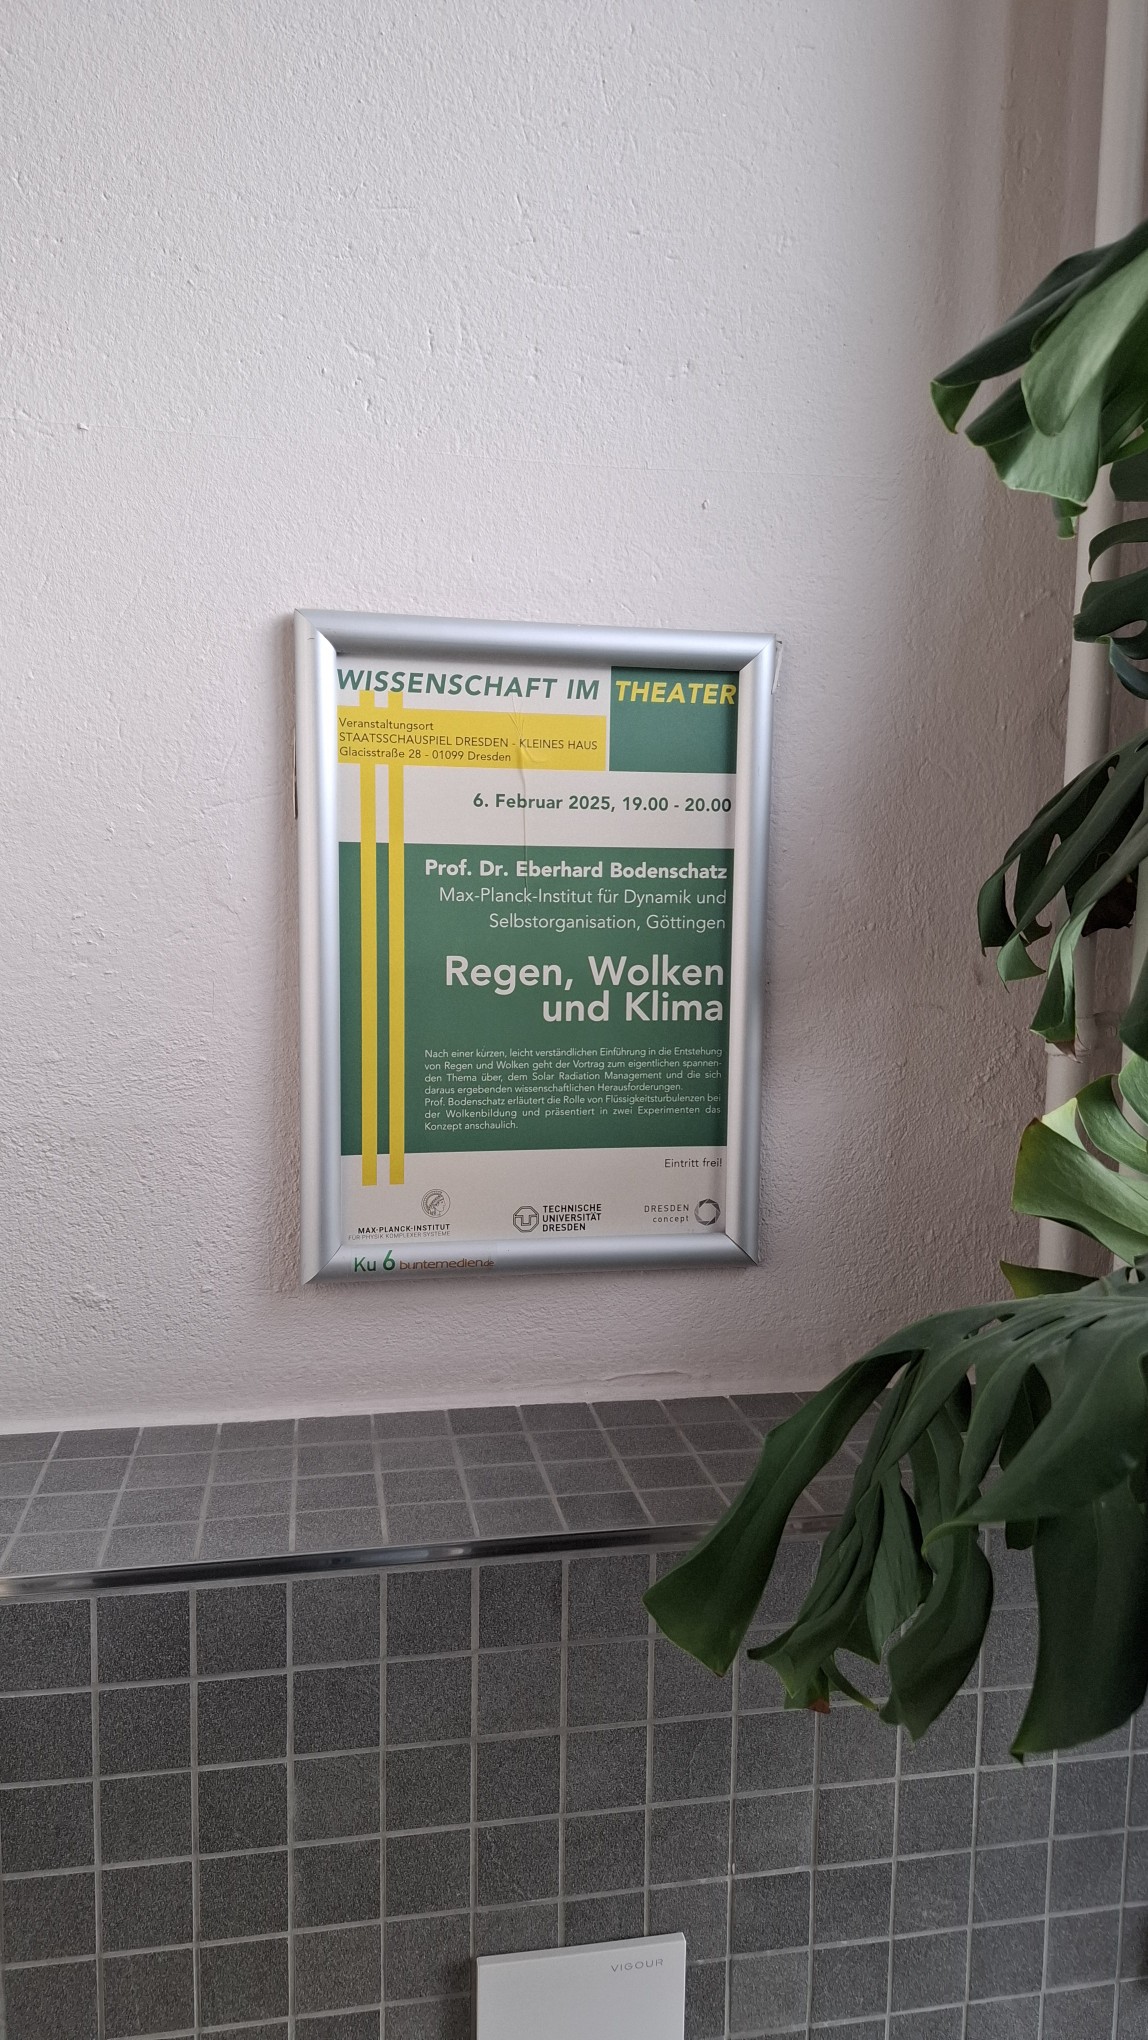 WISSENSCHAFT IM THEATER
Veranstaltungsort
STAATSSCHAUSPIEL DRESDEN - KLEINES HAUS
Glacisstraße 28 - 01099 Dresden
6. Februar 2025, 19.00 - 20.00
Prof. Dr. Eberhard Bodenschatz
Max-Planck-Institut für Dynamik und
Selbstorganisation, Göttingen
Regen, Wolken
und Klima
Nach einer kurzen, leicht verständlichen Einführung in die Entstehung
von Regen und Wolken geht der Vortrag zum eigentlichen spannen-
den Thema über, dem Solar Radiation Management und die sich
daraus ergebenden wissenschaftlichen Herausforderungen.
Prof. Bodenschatz erläutert die Rolle von Flüssigkeitsturbulenzen bei
der Wolkenbildung und präsentiert in zwei Experimenten das
Konzept anschaulich.
Eintritt frei!
MAX-PLANCK-INSTITUT
FÜR PHYSIK KOMPLEXER SYSTEME
TECHNISCHE
UNIVERSITÄT
DRESDEN
DRESDEN
concept
Ku 6 buntemedien.de
VIGOUR